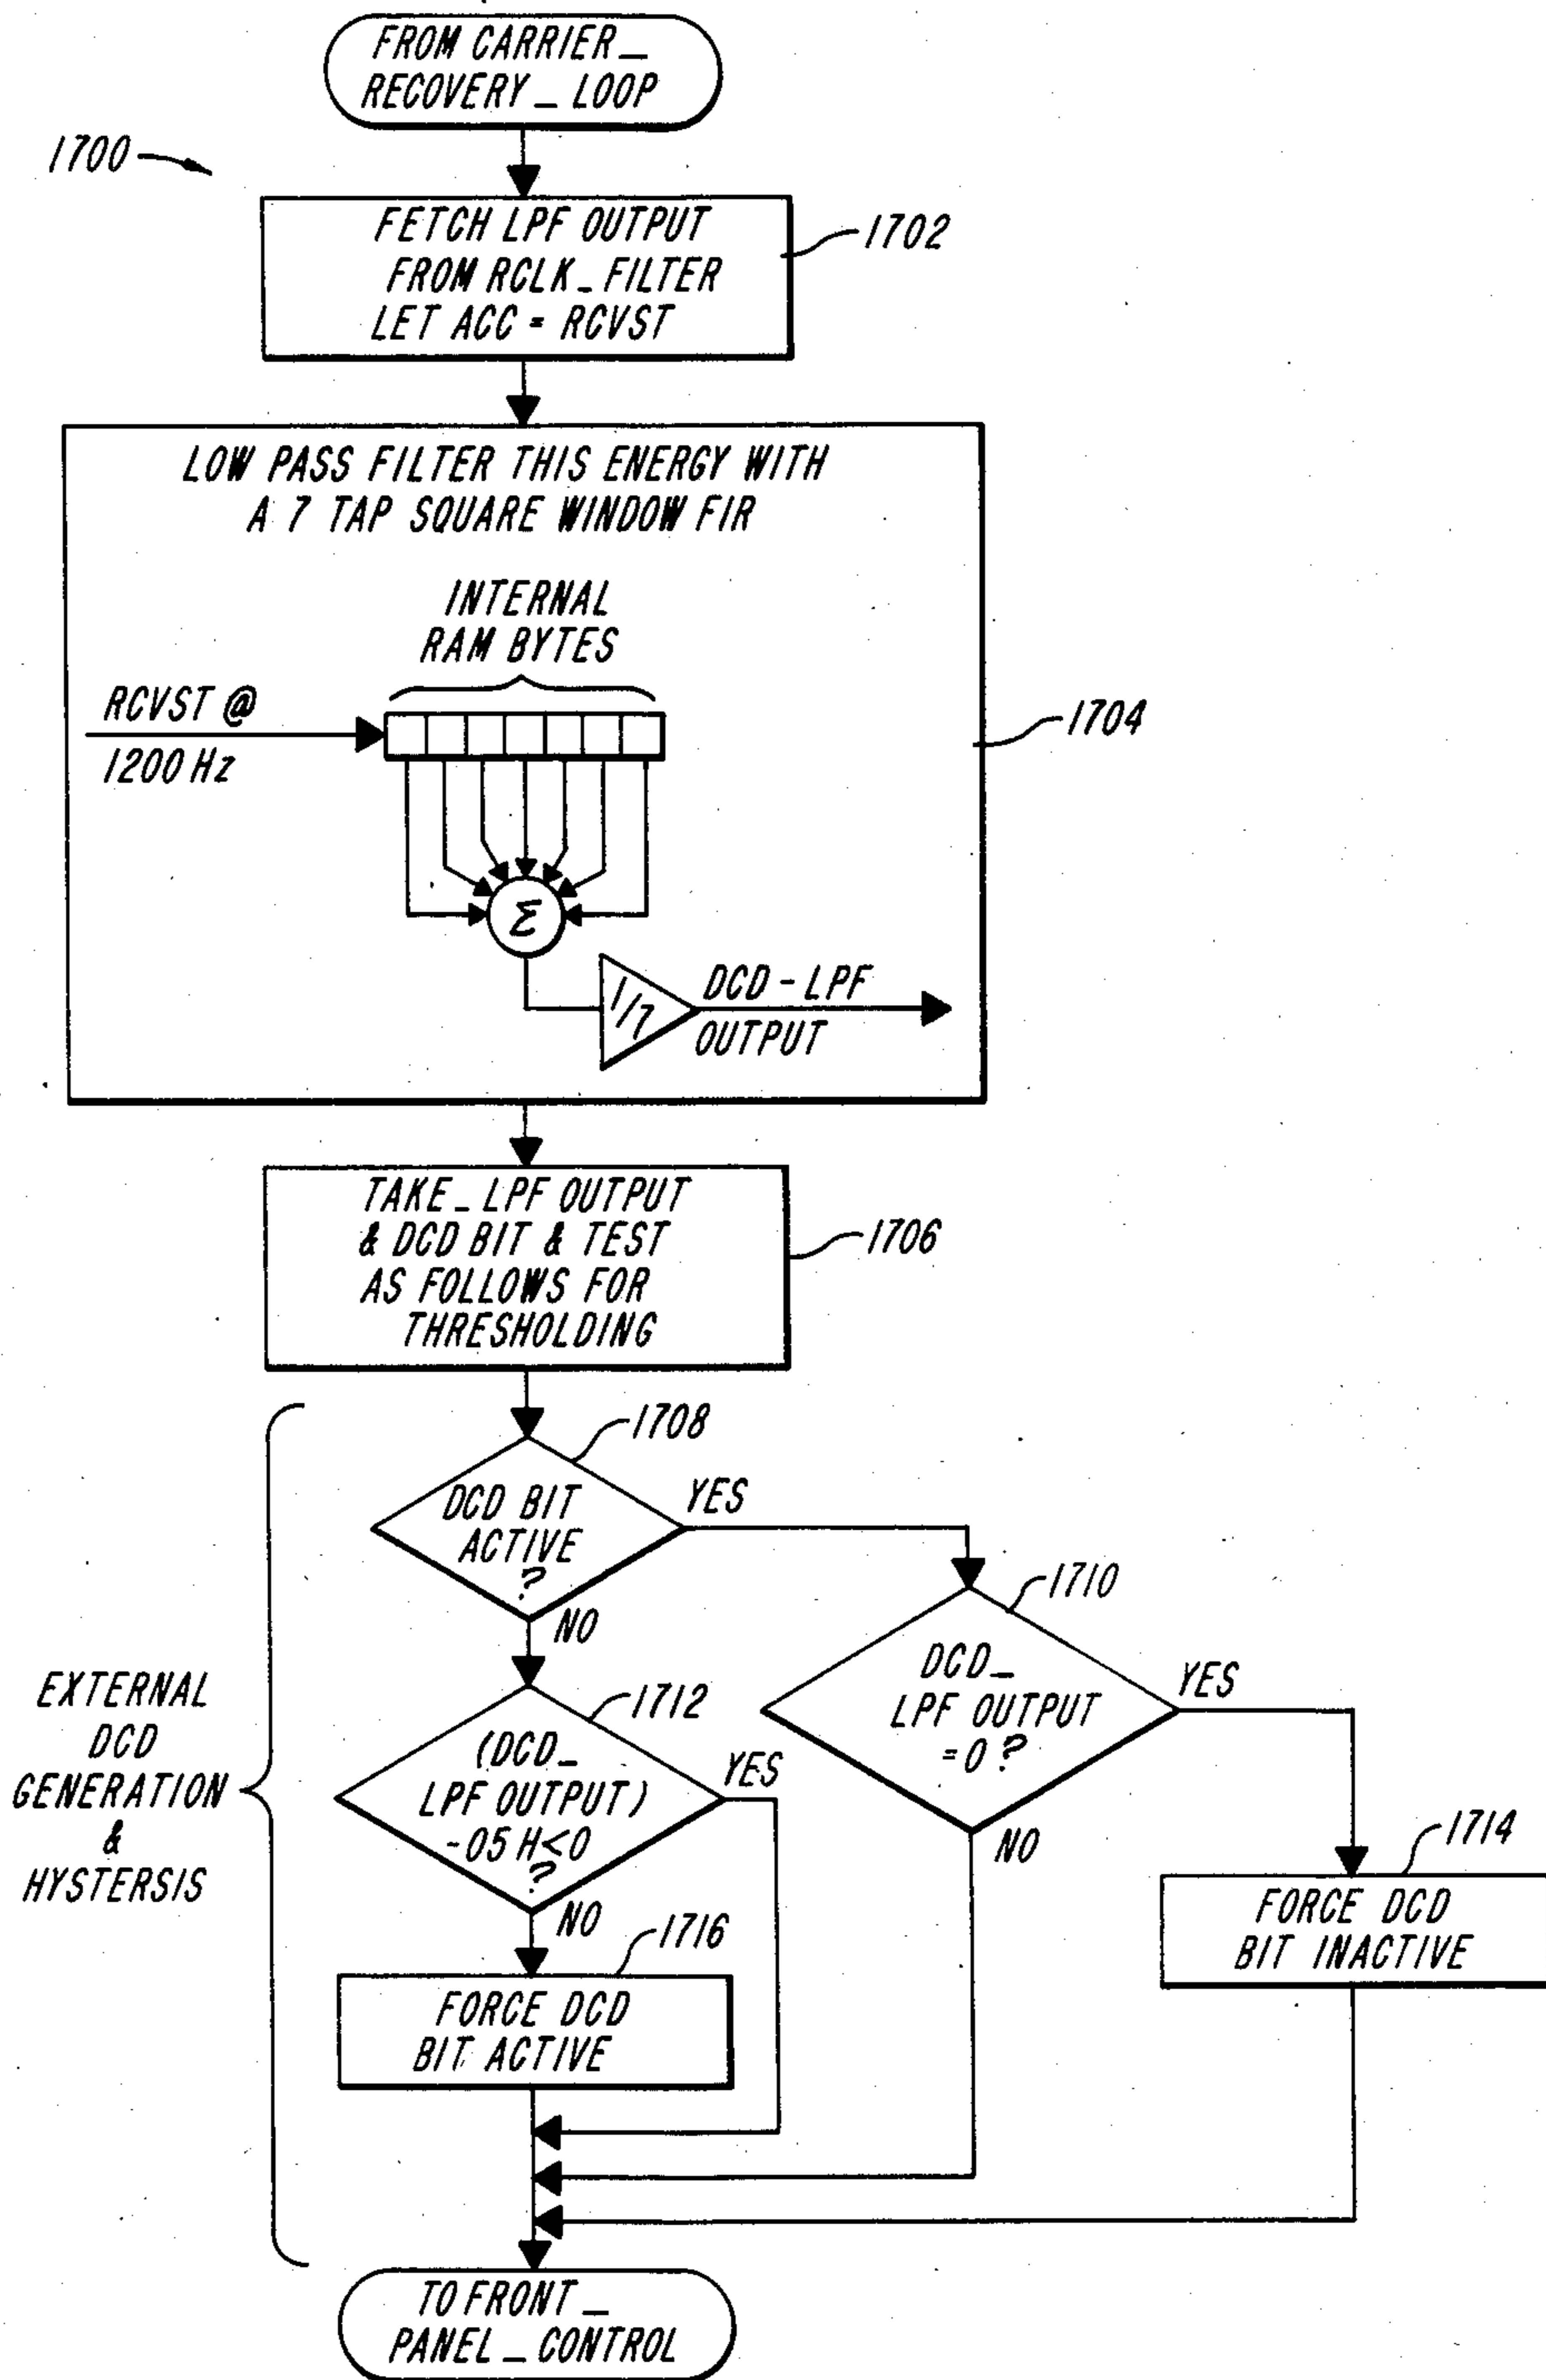 FROM CARRIER_
RECOVERY_LOOP
1700
FETCH LPF OUTPUT
FROM RCLK_FILTER
LET ACC = RCVST
1702
LOW PASS FILTER THIS ENERGY WITH
A 7 TAP SQUARE WINDOW FIR
INTERNAL
RAM BYTES
RCVST @
1200 Hz
1704
Σ
1/7
DCD-LPF
OUTPUT
TAKE_LPF OUTPUT
& DCD BIT & TEST
AS FOLLOWS FOR
THRESHOLDING
1706
1708
DCD BIT
ACTIVE
?
YES
NO
1710
DCD_
LPF OUTPUT
=0?
YES
NO
1712
(DCD_
LPF OUTPUT)
-05H<0
?
YES
NO
EXTERNAL
DCD
GENERATION
&
HYSTERSIS
1714
FORCE DCD
BIT INACTIVE
1716
FORCE DCD
BIT ACTIVE
TO FRONT_
PANEL_CONTROL